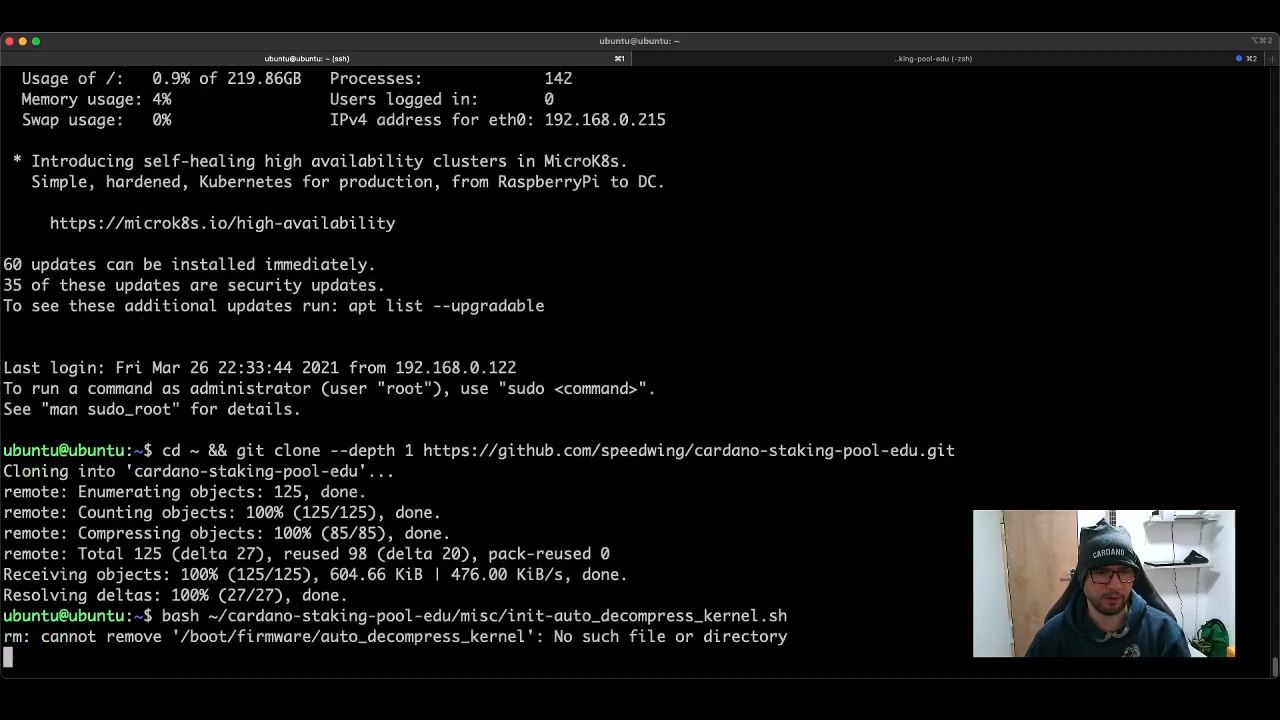 ubuntu@ubuntu: ~
⌥⌘2
ubuntu@ubuntu: ~ (ssh)
⌘1
..king-pool-edu (-zsh)
⌘2
Usage of /: 0.9% of 219.86GB Processes: 142
Memory usage: 4% Users logged in: 0
Swap usage: 0% IPv4 address for eth0: 192.168.0.215
* Introducing self-healing high availability clusters in MicroK8s.
Simple, hardened, Kubernetes for production, from RaspberryPi to DC.
https://microk8s.io/high-availability
60 updates can be installed immediately.
35 of these updates are security updates.
To see these additional updates run: apt list --upgradable
Last login: Fri Mar 26 22:33:44 2021 from 192.168.0.122
To run a command as administrator (user "root"), use "sudo <command>".
See "man sudo_root" for details.
ubuntu@ubuntu:~$ cd ~ && git clone --depth 1 https://github.com/speedwing/cardano-staking-pool-edu.git
Cloning into 'cardano-staking-pool-edu'...
remote: Enumerating objects: 125, done.
remote: Counting objects: 100% (125/125), done.
remote: Compressing objects: 100% (85/85), done.
remote: Total 125 (delta 27), reused 98 (delta 20), pack-reused 0
Receiving objects: 100% (125/125), 604.66 KiB | 476.00 KiB/s, done.
Resolving deltas: 100% (27/27), done.
ubuntu@ubuntu:~$ bash ~/cardano-staking-pool-edu/misc/init-auto_decompress_kernel.sh
rm: cannot remove '/boot/firmware/auto_decompress_kernel': No such file or directory
CARDANO